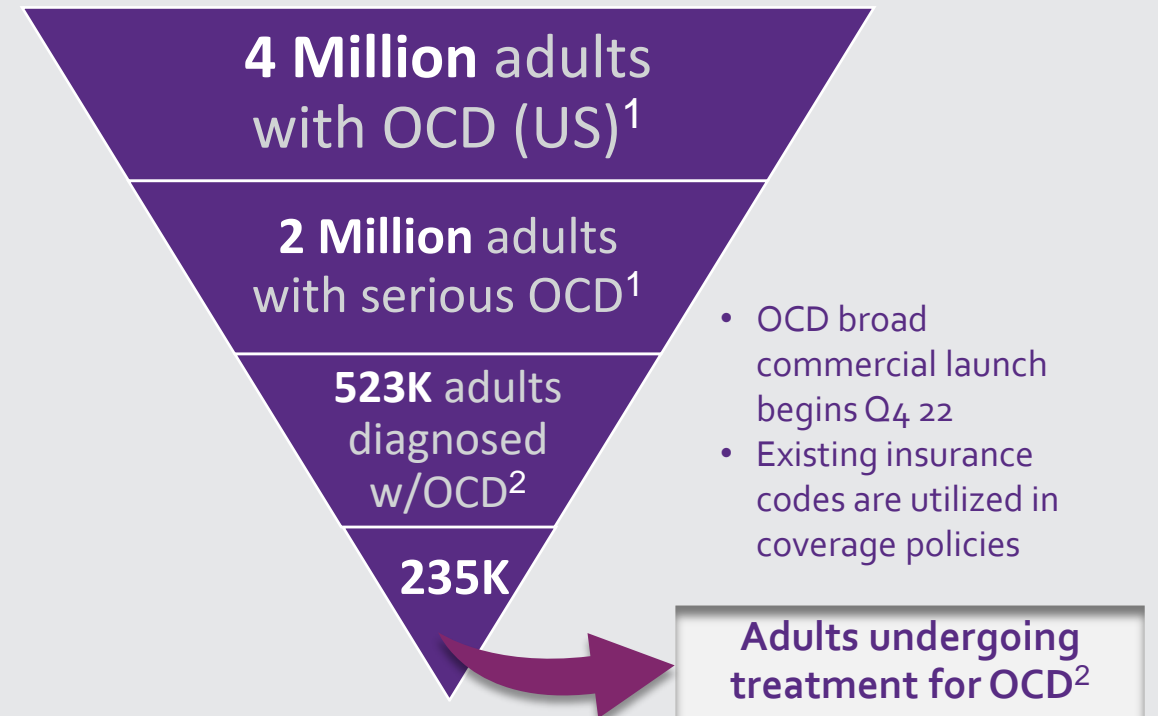 4 Million adults
with OCD (US)1
2 Million adults
with serious OCD1
523K adults
diagnosed
w/OCD2
235K
• OCD broad
commercial launch
begins Q4 22
• Existing insurance
codes are utilized in
coverage policies
Adults undergoing
treatment for OCD2